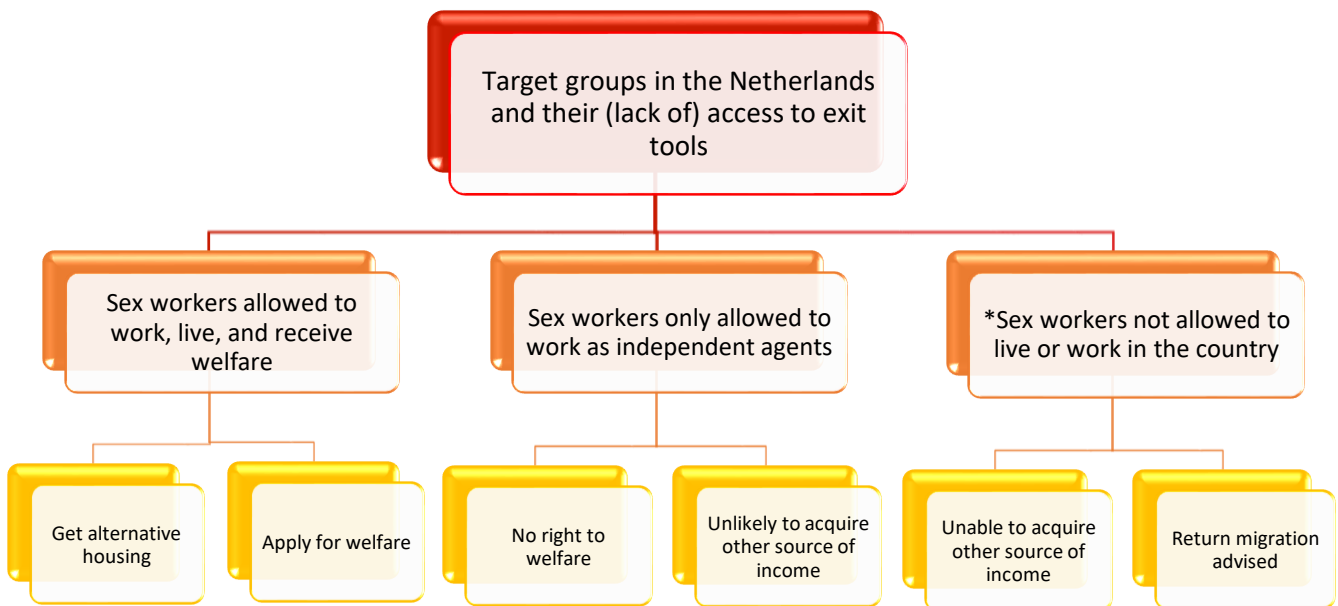 Target groups in the Netherlands
and their (lack of) access to exit
tools
Sex workers allowed to
work, live, and receive
welfare
Sex workers only allowed to
work as independent agents
*Sex workers not allowed to
live or work in the country
Get alternative
housing
Apply for welfare
No right to
welfare
Unlikely to acquire
other source of
income
Unable to acquire
other source of
income
Return migration
advised